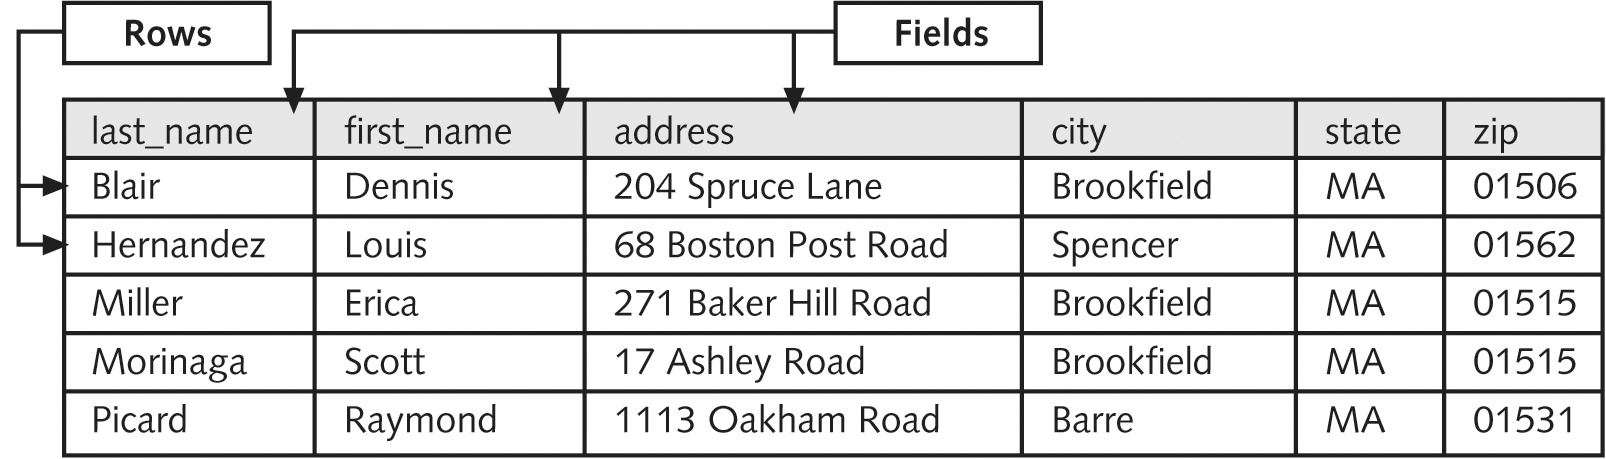 Rows Fields
last_name first_name address city state zip
Blair Dennis 204 Spruce Lane Brookfield MA 01506
Hernandez Louis 68 Boston Post Road Spencer MA 01562
Miller Erica 271 Baker Hill Road Brookfield MA 01515
Morinaga Scott 17 Ashley Road Brookfield MA 01515
Picard Raymond 1113 Oakham Road Barre MA 01531